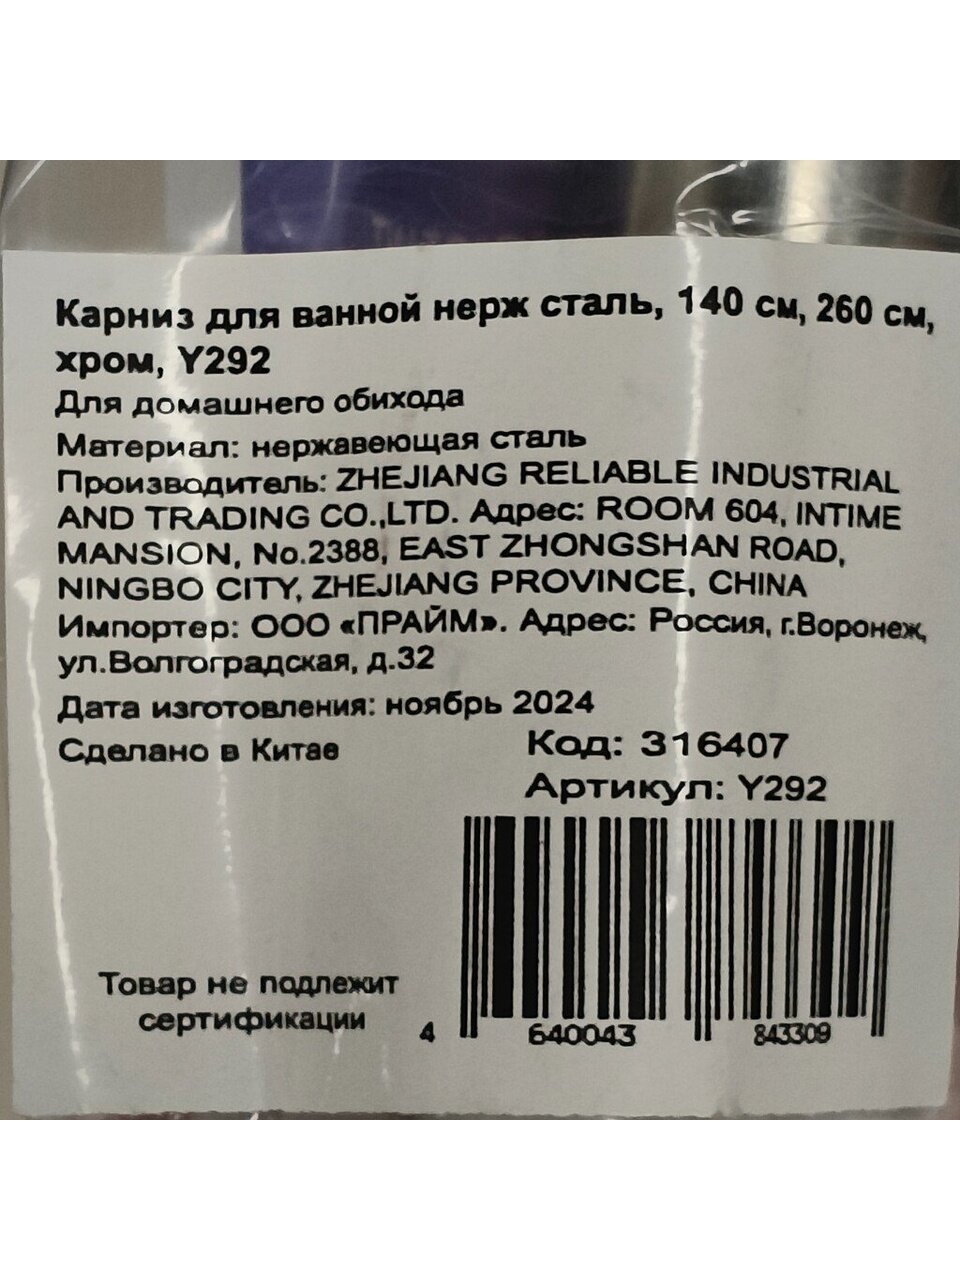 Карниз для ванной нерж сталь, 140 см, 260 см,
хром, Y292
Для домашнего обихода
Материал: нержавеющая сталь
Производитель: ZHEJIANG RELIABLE INDUSTRIAL
AND TRADING CO.,LTD. Адрес: ROOM 604, INTIME
MANSION, No.2388, EAST ZHONGSHAN ROAD,
NINGBO CITY, ZHEJIANG PROVINCE, CHINA
Импортер: ООО «ПРАЙМ». Адрес: Россия, г.Воронеж,
ул.Волгоградская, д.32
Дата изготовления: ноябрь 2024
Сделано в Китае
Код: 316407
Артикул: Y292
Товар не подлежит
сертификации
4 640043 843309